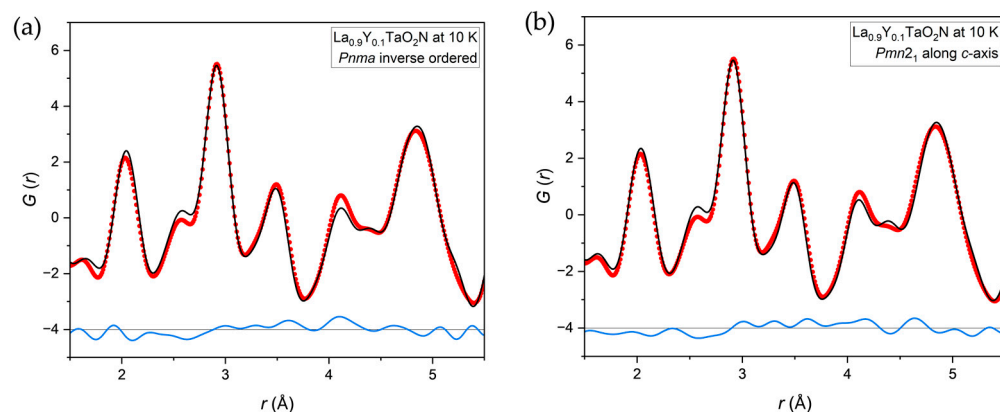 (a)
La0.9Y0.1TaO2N at 10 K
Pnma inverse ordered
6
4
2
0
−2
−4
G (r)
2
3
4
5
r (Å)
(b)
La0.9Y0.1TaO2N at 10 K
Pmn21 along c-axis
6
4
2
0
−2
−4
G (r)
2
3
4
5
r (Å)